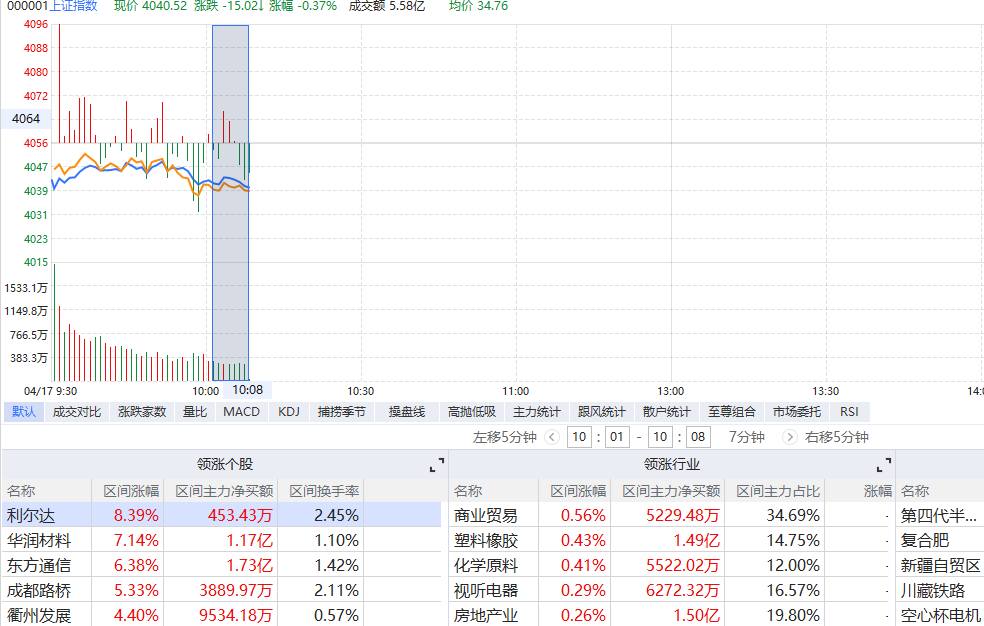 000001上证指数 现价 4040.52 涨跌 -15.02↓ 涨幅 -0.37% 成交额 5.58亿 均价 34.76
4096
4088
4080
4072
4064
4056
4047
4039
4031
4023
4015
1533.1万
1149.8万
766.5万
383.3万
04/17 9:30 10:00 10:08 10:30 11:00 13:00 13:30 14:0
默认 成交对比 涨跌家数 量比 MACD KDJ 捕捞季节 操盘线 高抛低吸 主力统计 跟风统计 散户统计 至尊组合 市场委托 RSI
左移5分钟 10 : 01 - 10 : 08 7分钟 右移5分钟
领涨个股 领涨行业
名称 区间涨幅 区间主力净买额 区间换手率 名称 区间涨幅 区间主力净买额 区间主力占比 涨幅 名称
利尔达 8.39% 453.43万 2.45% 商业贸易 0.56% 5229.48万 34.69% - 第四代半...
华润材料 7.14% 1.17亿 1.10% 塑料橡胶 0.43% 1.49亿 14.75% - 复合肥
东方通信 6.38% 1.73亿 1.42% 化学原料 0.41% 5522.02万 12.00% - 新疆自贸区
成都路桥 5.33% 3889.97万 2.11% 视听电器 0.29% 6272.32万 16.57% - 川藏铁路
衢州发展 4.40% 9534.18万 0.57% 房地产业 0.26% 1.50亿 19.80% - 空心杯电机